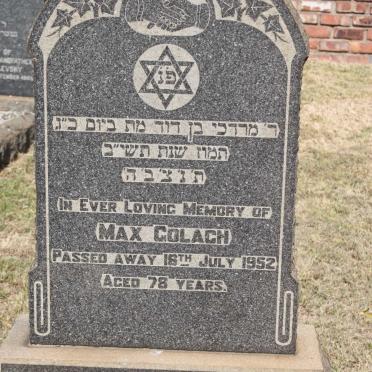 פ״נ
ר׳ מרדכי בן דוד מת ביום כ״ג
תמוז שנת תשי״ב
ת נ צ ב ה
In Ever Loving Memory of
Max Golach
Passed away 16th July 1952
Aged 78 years.